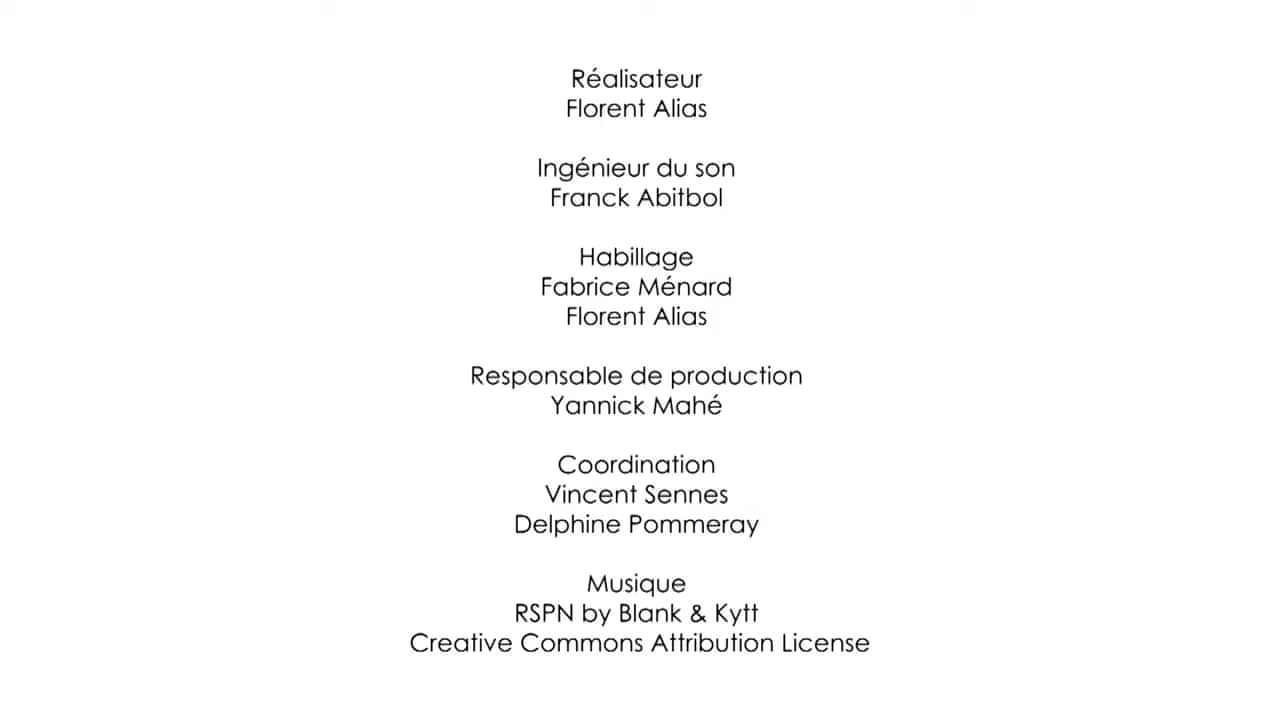 Réalisateur
Florent Alias
Ingénieur du son
Franck Abitbol
Habillage
Fabrice Ménard
Florent Alias
Responsable de production
Yannick Mahé
Coordination
Vincent Sennes
Delphine Pommeray
Musique
RSPN by Blank & Kytt
Creative Commons Attribution License